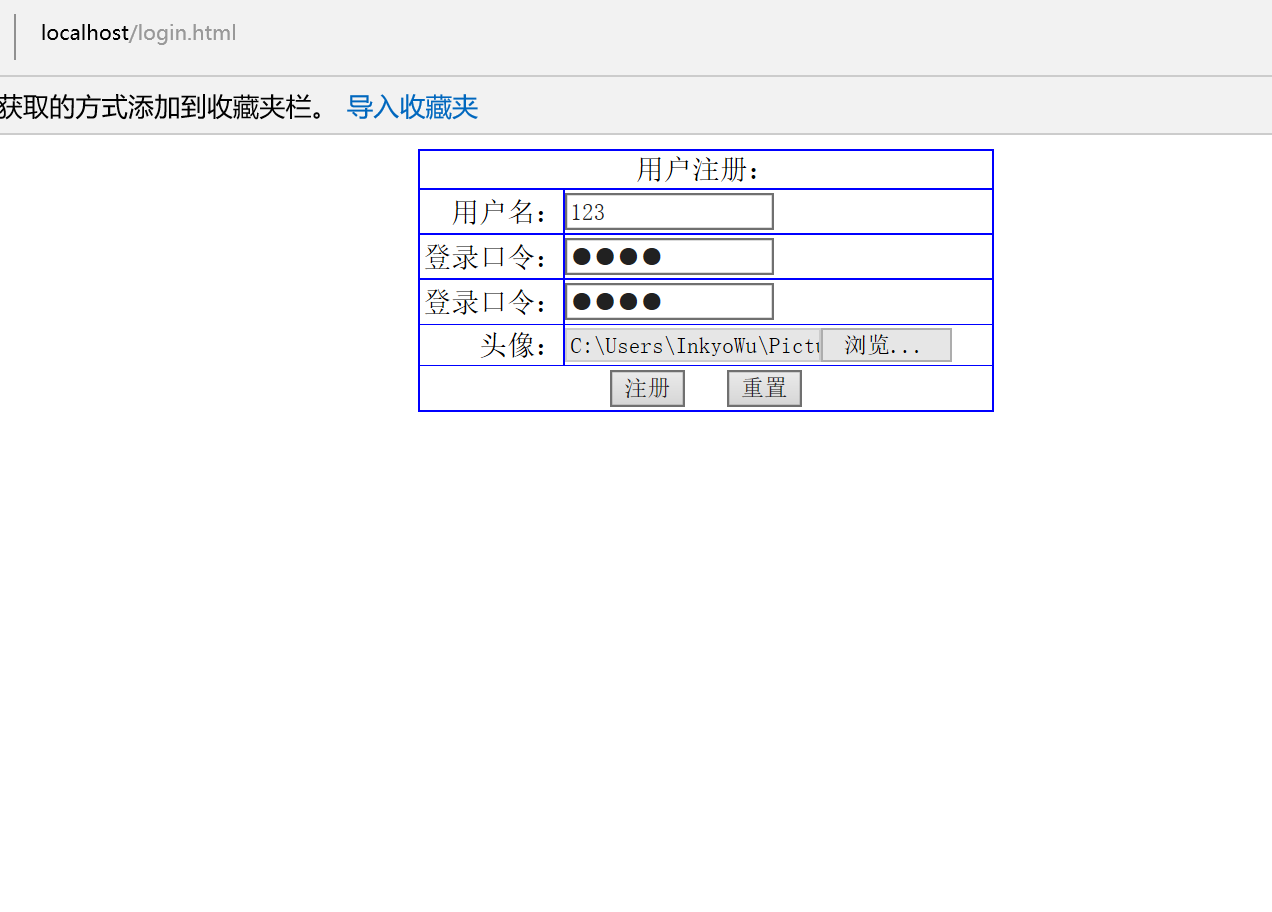 localhost/login.html
获取的方式添加到收藏夹栏。 导入收藏夹
用户注册：
用户名： 123
登录口令： ●●●●
登录口令： ●●●●
头像： C:\Users\InkyoWu\Pictu 浏览...
注册 重置